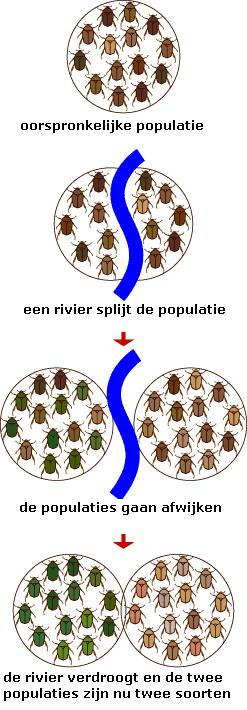 oorspronkelijke populatie
een rivier splijt de populatie
de populaties gaan afwijken
de rivier verdroogt en de twee
populaties zijn nu twee soorten